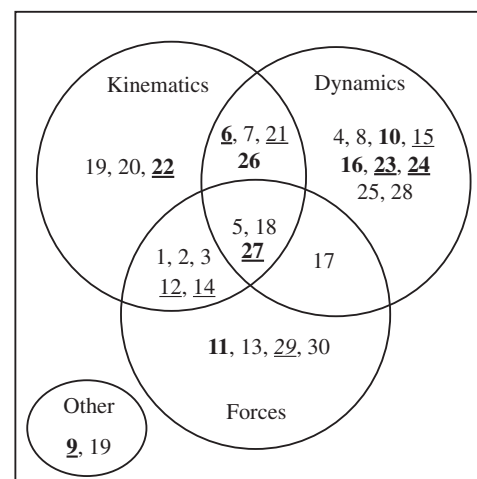 Kinematics
Dynamics
6, 7, 21
26
4, 8, 10, 15
16, 23, 24
25, 28
19, 20, 22
5, 18
27
1, 2, 3
12, 14
17
11, 13, 29, 30
Forces
Other
9, 19